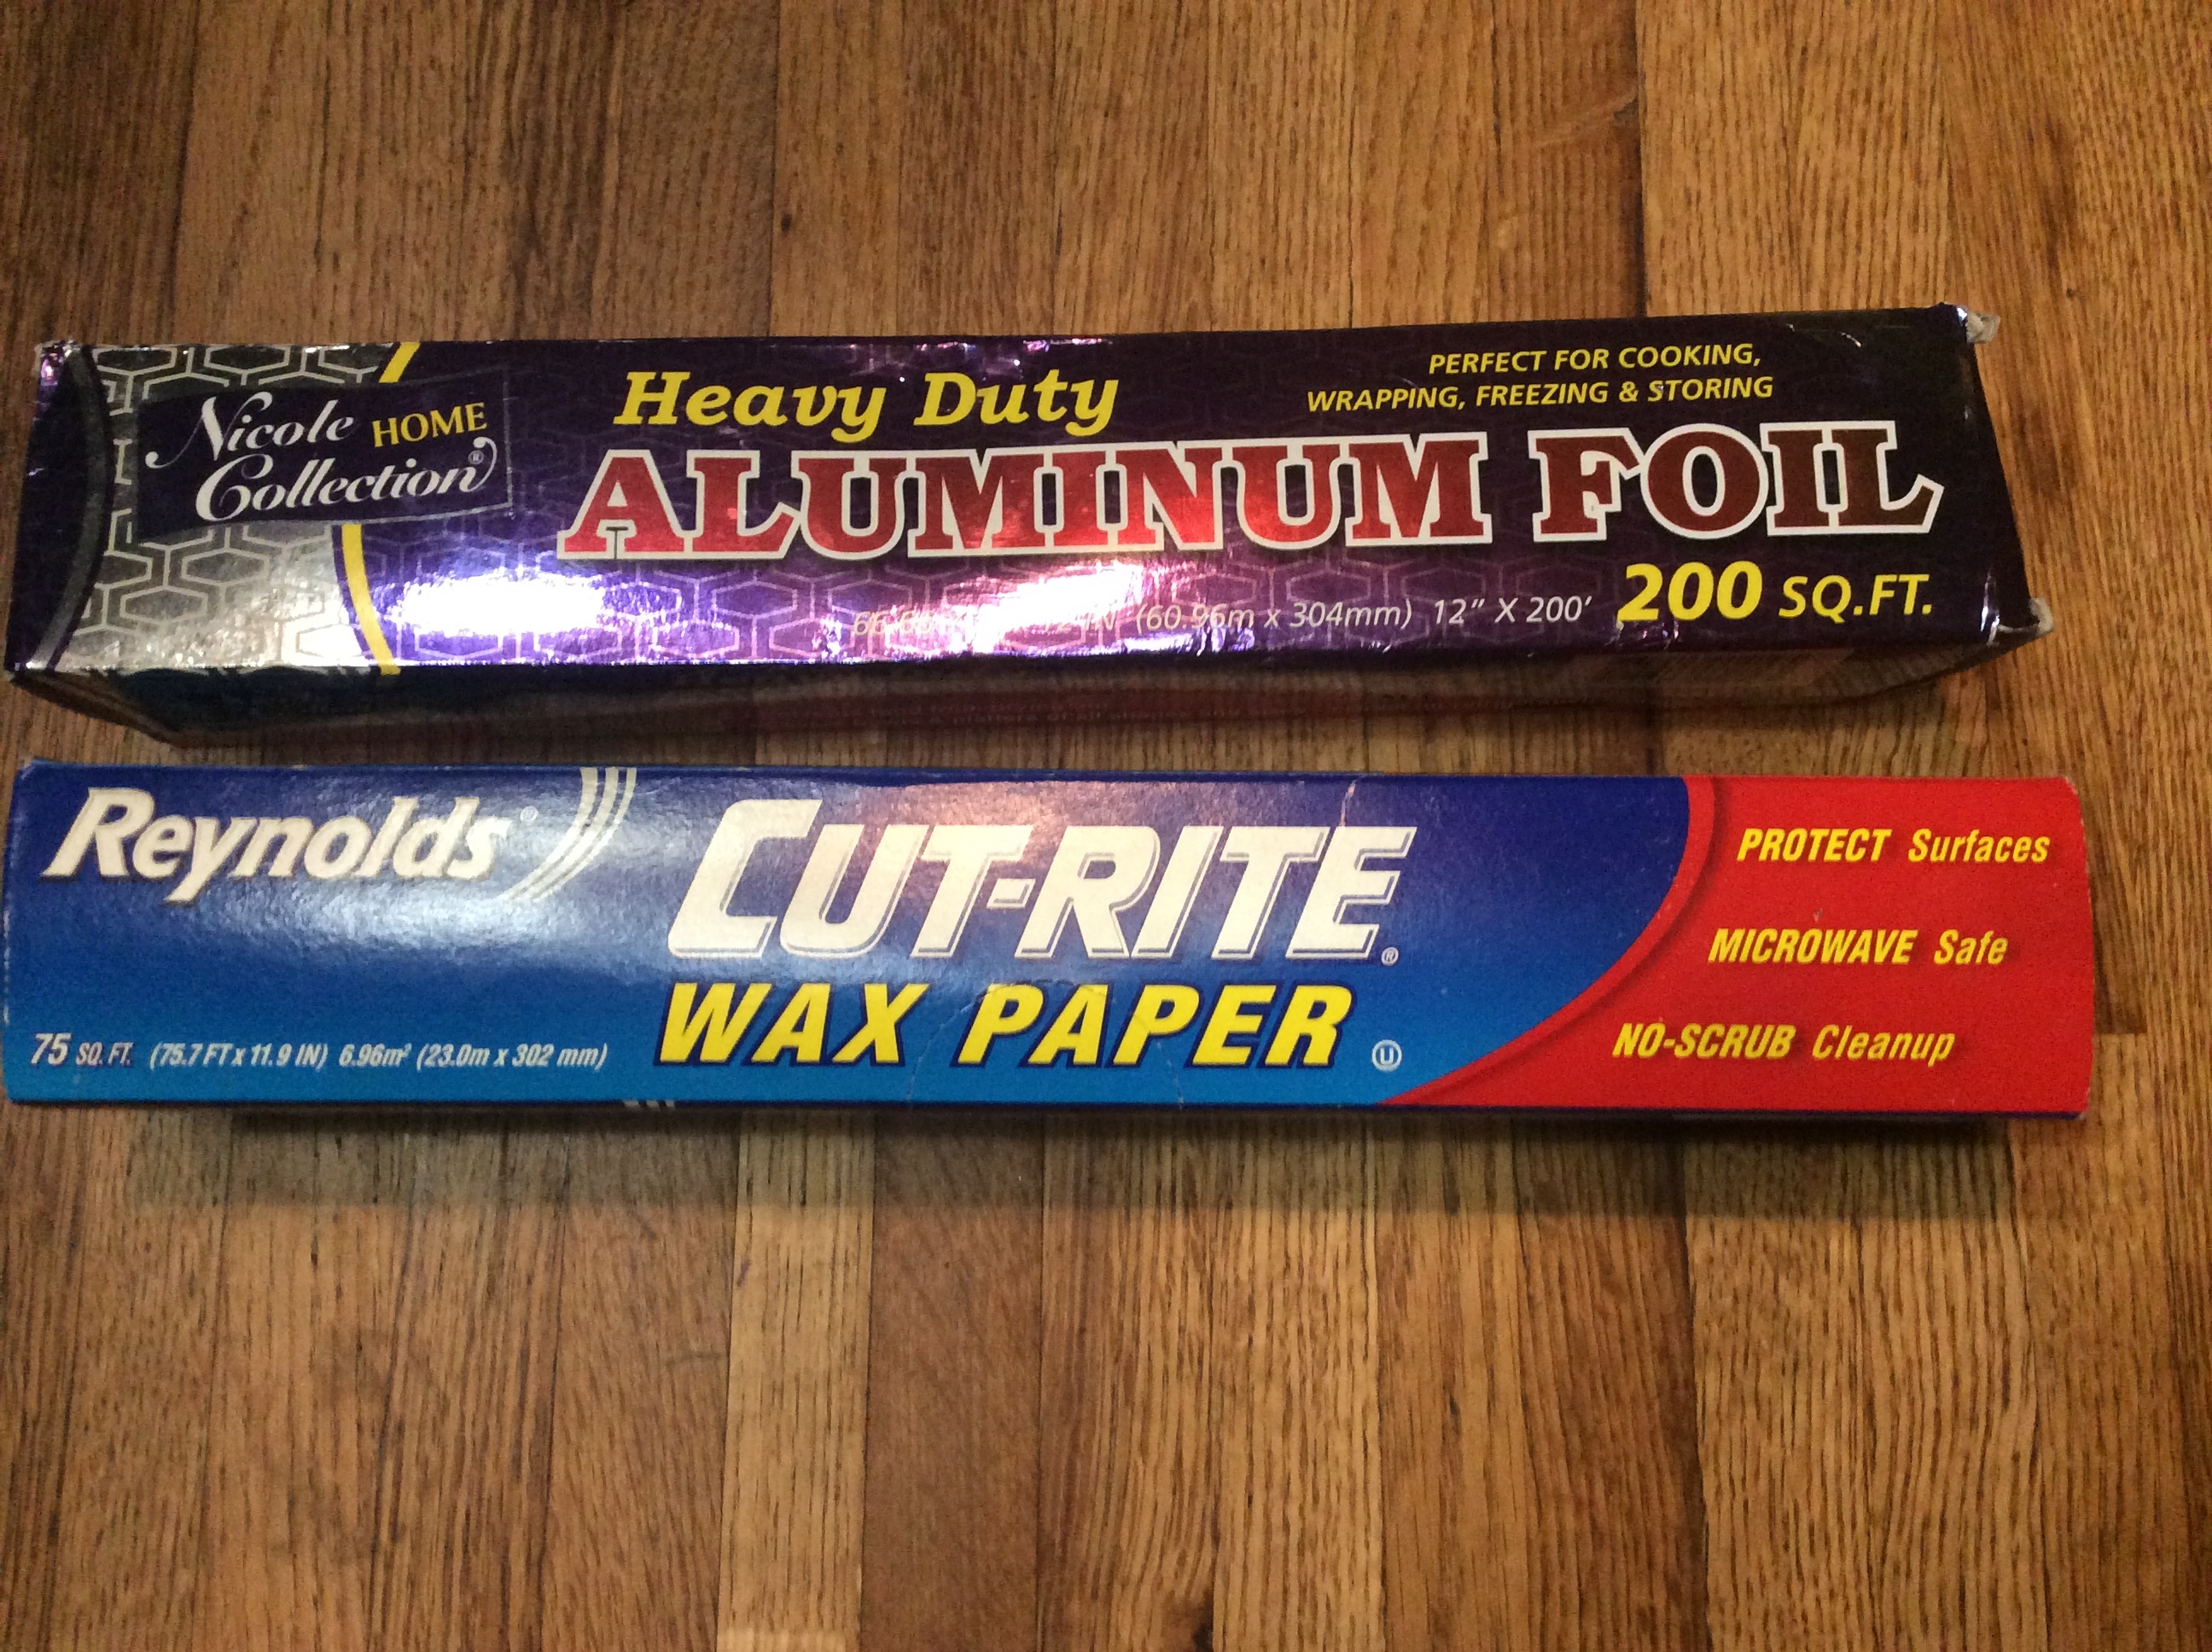 Nicole HOME
Collection®
Heavy Duty
ALUMINUM FOIL
PERFECT FOR COOKING,
WRAPPING, FREEZING & STORING
(60.96m x 304mm) 12" X 200'
200 SQ.FT.
Reynolds®
CUT-RITE®
WAX PAPER
75 SQ. FT. (75.7 FT x 11.9 IN) 6.96m² (23.0m x 302 mm)
U
PROTECT Surfaces
MICROWAVE Safe
NO-SCRUB Cleanup